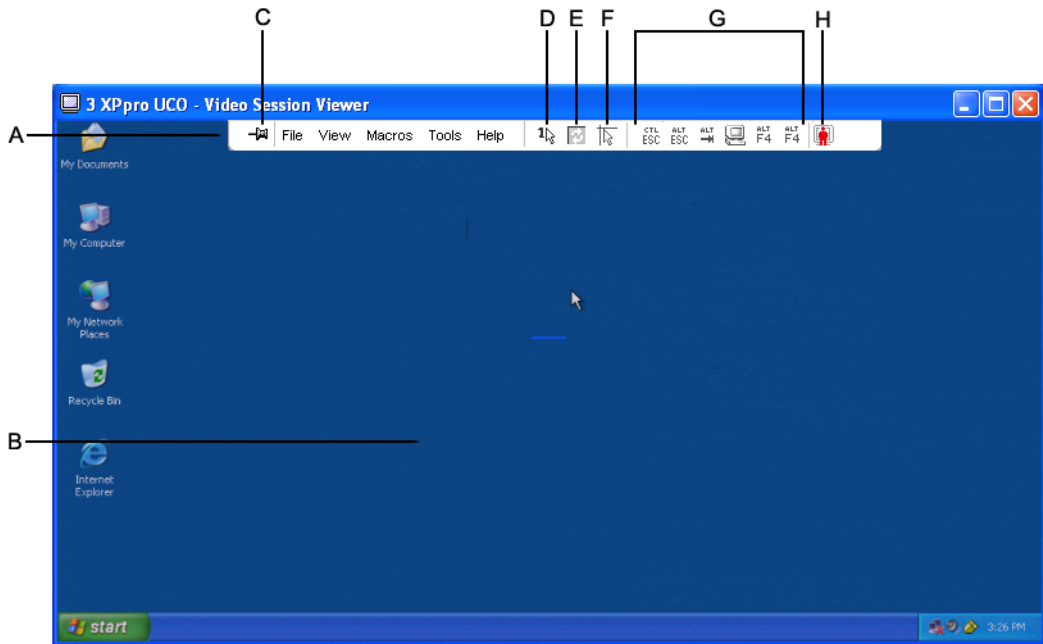 C
D
E
F
G
H
3 XPpro UCO - Video Session Viewer
A
File View Macros Tools Help
1
CTL ESC
ALT ESC
ALT
ALT F4
ALT F4
My Documents
My Computer
My Network
Places
Recycle Bin
B
Internet
Explorer
start
3:26 PM